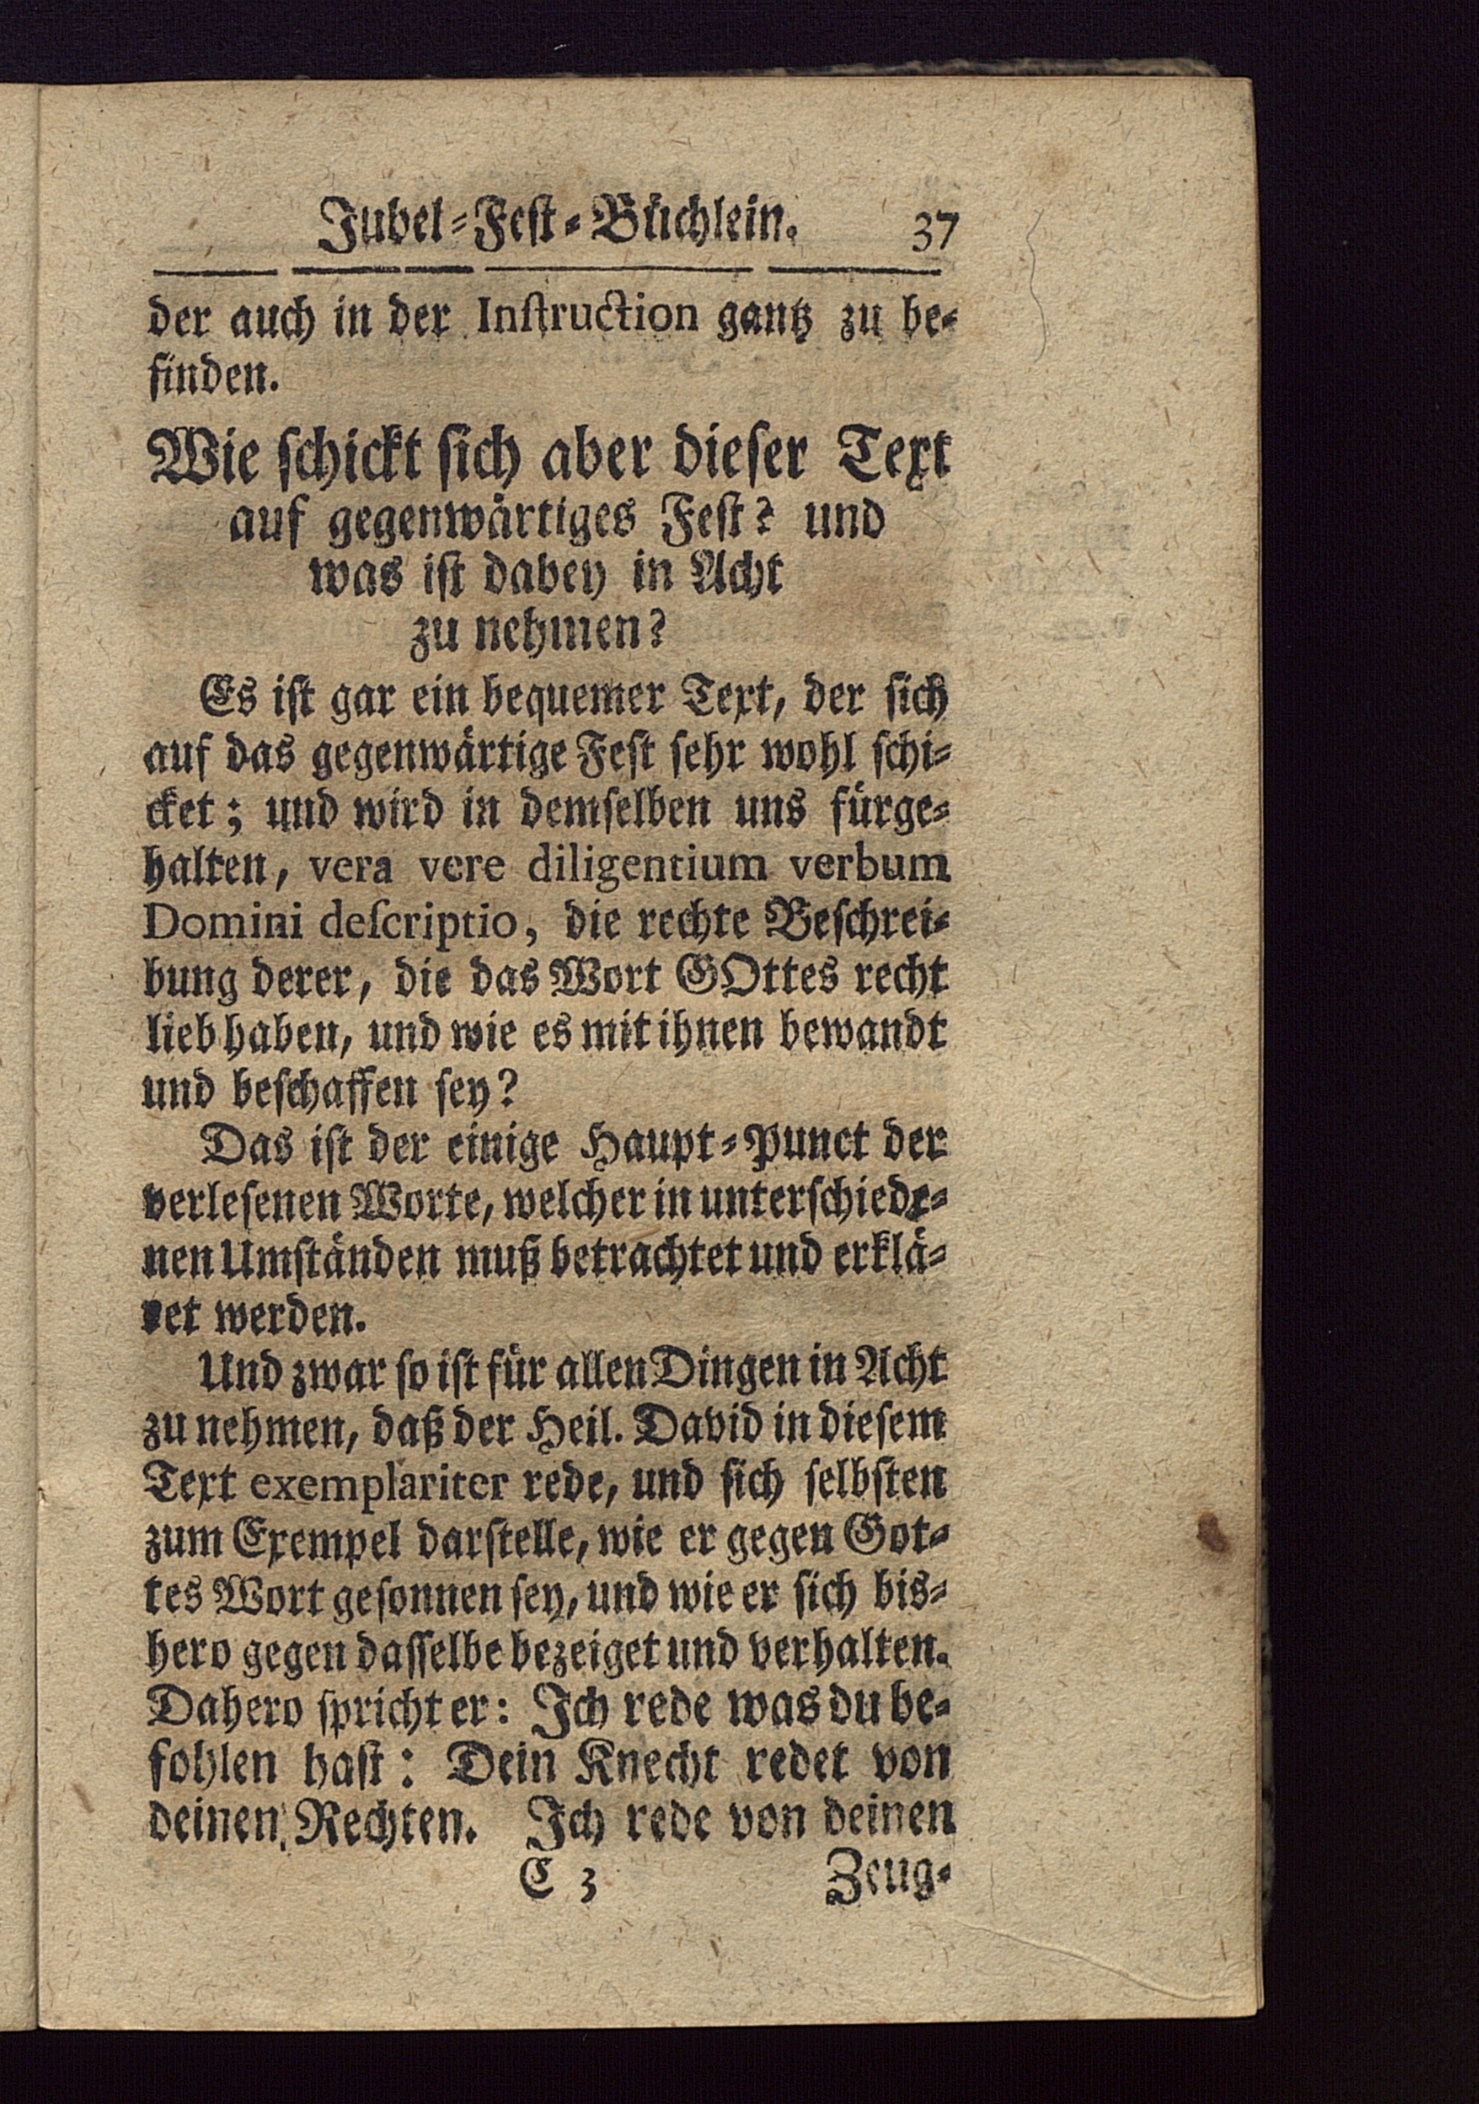 Jubel-Feſt-Büchlein. 37
der auch in der Inſtruction gantz zu be-
finden.
Wie ſchickt ſich aber dieſer Text
auf gegenwärtiges Feſt? und
was iſt dabey in Acht
zu nehmen?
Es iſt gar ein bequemer Text, der ſich
auf das gegenwärtige Feſt ſehr wohl ſchi-
cket; und wird in demſelben uns fürge-
halten, vera vere diligentium verbum
Domini deſcriptio, die rechte Beſchrei-
bung derer, die das Wort GOttes recht
lieb haben, und wie es mit ihnen bewandt
und beſchaffen ſey?
Das iſt der einige Haupt-Punct der
verleſenen Worte, welcher in unterſchiede-
nen Umſtänden muß betrachtet und erklä-
ret werden.
Und zwar ſo iſt für allen Dingen in Acht
zu nehmen, daß der Heil. David in dieſem
Text exemplariter rede, und ſich ſelbſten
zum Exempel darſtelle, wie er gegen Got-
tes Wort geſonnen ſey, und wie er ſich bis-
hero gegen daſſelbe bezeiget und verhalten.
Dahero ſpricht er: Ich rede was du be-
fohlen haſt: Dein Knecht redet von
deinen Rechten. Ich rede von deinen
C 3 Zeug-